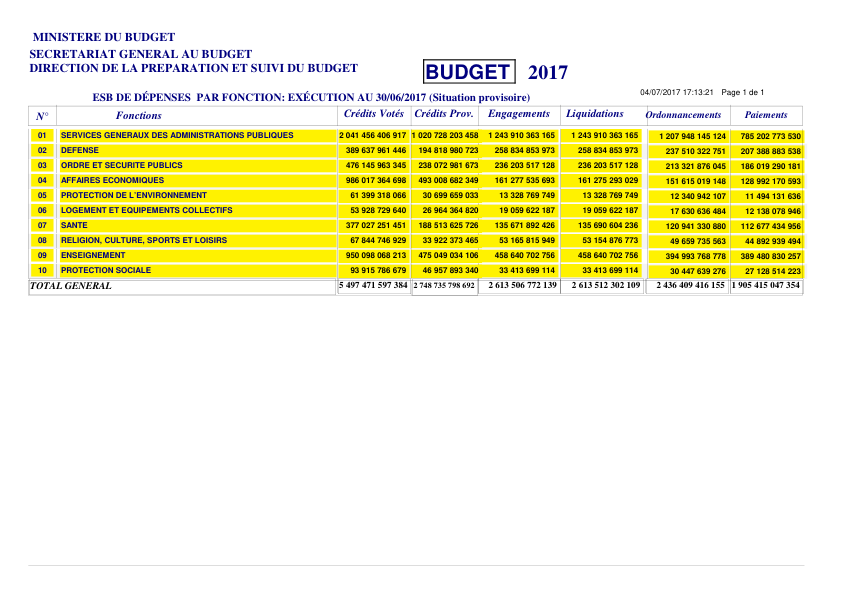 MINISTERE DU BUDGET
SECRETARIAT GENERAL AU BUDGET
DIRECTION DE LA PREPARATION ET SUIVI DU BUDGET
BUDGET 2017
04/07/2017 17:13:21 Page 1 de 1
ESB DE DÉPENSES PAR FONCTION: EXÉCUTION AU 30/06/2017 (Situation provisoire)
N° Fonctions Crédits Votés Crédits Prov. Engagements Liquidations Ordonnancements Paiements
01 SERVICES GENERAUX DES ADMINISTRATIONS PUBLIQUES 2 041 456 406 917 1 020 728 203 458 1 243 910 363 165 1 243 910 363 165 1 207 948 145 124 785 202 773 530
02 DEFENSE 389 637 961 446 194 818 980 723 258 834 853 973 258 834 853 973 237 510 322 751 207 388 883 538
03 ORDRE ET SECURITE PUBLICS 476 145 963 345 238 072 981 673 236 203 517 128 236 203 517 128 213 321 876 045 186 019 290 181
04 AFFAIRES ECONOMIQUES 986 017 364 698 493 008 682 349 161 277 535 693 161 275 293 029 151 615 019 148 128 992 170 593
05 PROTECTION DE L'ENVIRONNEMENT 61 399 318 066 30 699 659 033 13 328 769 749 13 328 769 749 12 340 942 107 11 494 131 636
06 LOGEMENT ET EQUIPEMENTS COLLECTIFS 53 928 729 640 26 964 364 820 19 059 622 187 19 059 622 187 17 630 636 484 12 138 078 946
07 SANTE 377 027 251 451 188 513 625 726 135 671 892 426 135 690 604 236 120 941 330 880 112 677 434 956
08 RELIGION, CULTURE, SPORTS ET LOISIRS 67 844 746 929 33 922 373 465 53 165 815 949 53 154 876 773 49 659 735 563 44 892 939 494
09 ENSEIGNEMENT 950 098 068 213 475 049 034 106 458 640 702 756 458 640 702 756 394 993 768 778 389 480 830 257
10 PROTECTION SOCIALE 93 915 786 679 46 957 893 340 33 413 699 114 33 413 699 114 30 447 639 276 27 128 514 223
TOTAL GENERAL 5 497 471 597 384 2 748 735 798 692 2 613 506 772 139 2 613 512 302 109 2 436 409 416 155 1 905 415 047 354